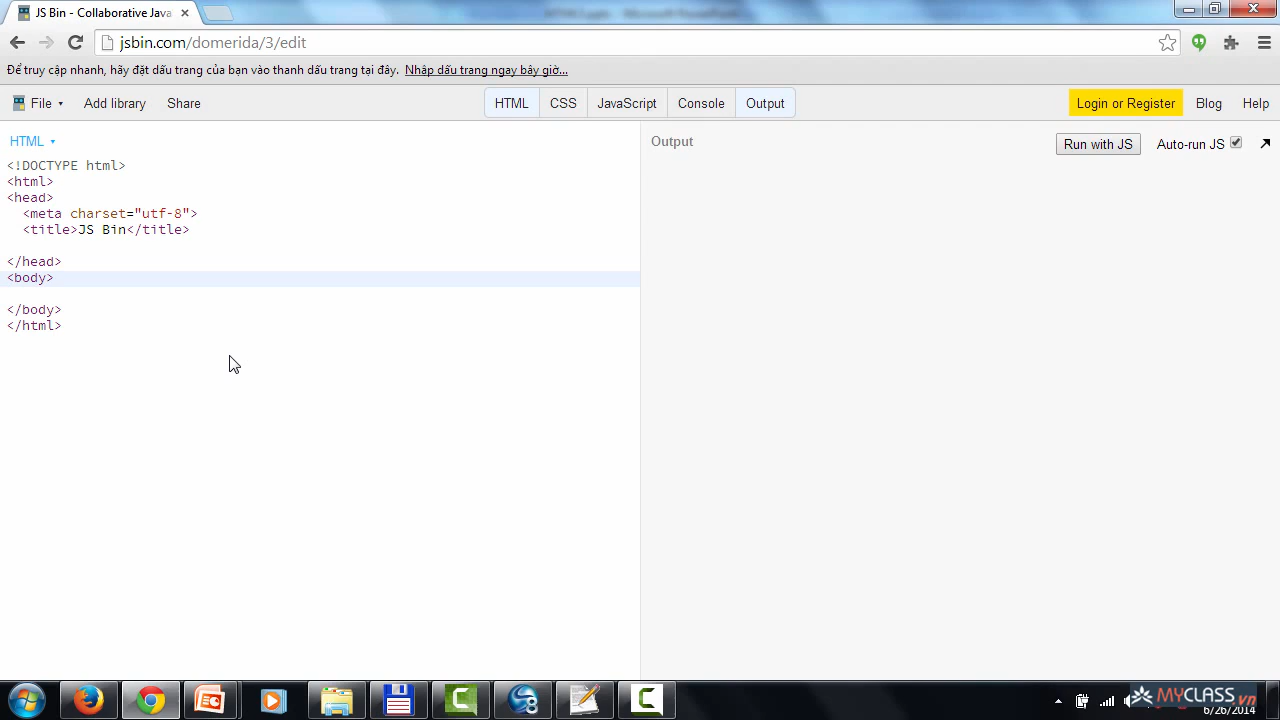 JS Bin - Collaborative Java
jsbin.com/domerida/3/edit
Để truy cập nhanh, hãy đặt dấu trang của bạn vào thanh dấu trang tại đây. Nhập dấu trang ngay bây giờ...
File Add library Share HTML CSS JavaScript Console Output Login or Register Blog Help
HTML
<!DOCTYPE html>
<html>
<head>
  <meta charset="utf-8">
  <title>JS Bin</title>
</head>
<body>
</body>
</html>
Output Run with JS Auto-run JS
MYCLASS.VN
6/26/2014